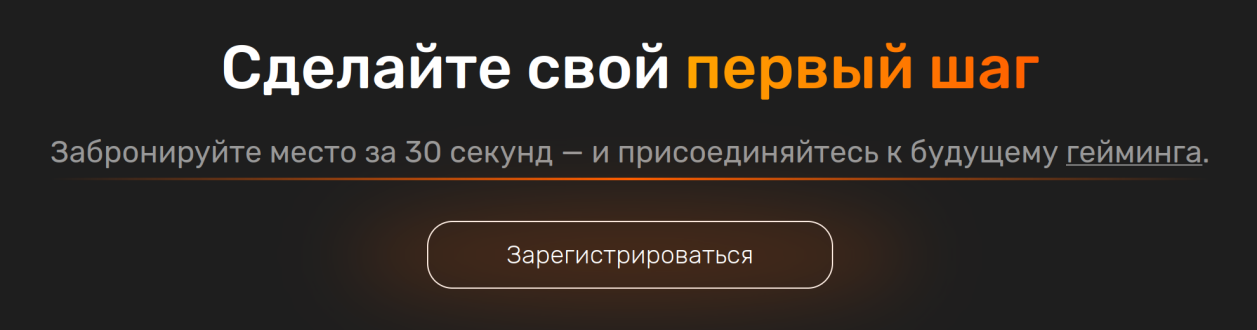 Сделайте свой первый шаг
Забронируйте место за 30 секунд — и присоединяйтесь к будущему гейминга.
Зарегистрироваться